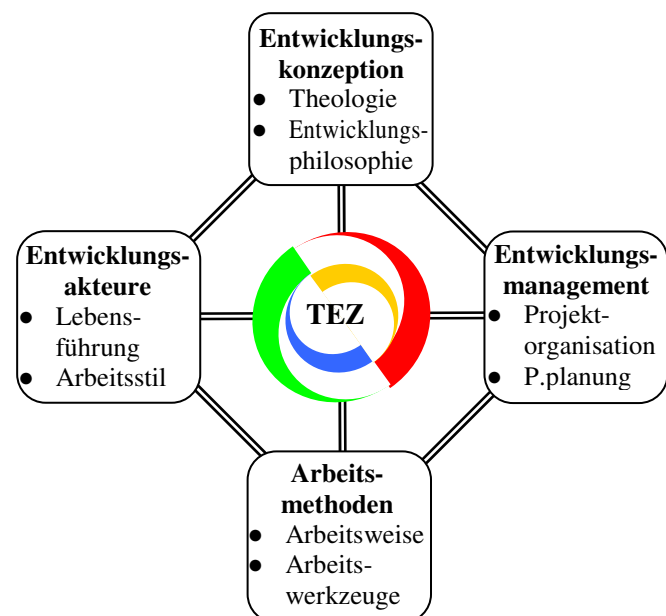 Entwicklungs-
konzeption
● Theologie
● Entwicklungs-
philosophie
Entwicklungs-
akteure
● Lebens-
führung
● Arbeitsstil
TEZ
Entwicklungs-
management
● Projekt-
organisation
● P.planung
Arbeits-
methoden
● Arbeitsweise
● Arbeits-
werkzeuge